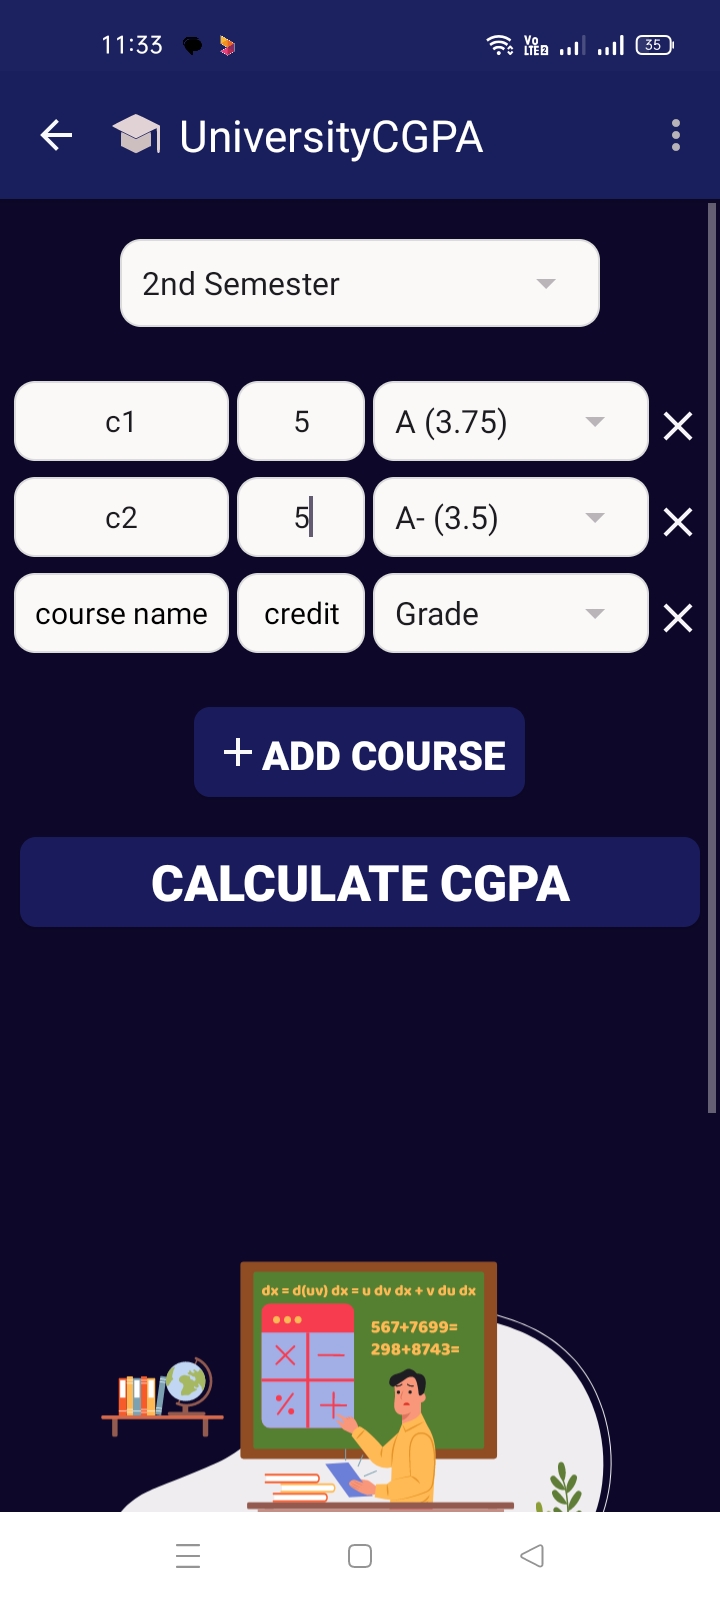 11:33
Vo LTE2 35
UniversityCGPA
2nd Semester
c1 5 A (3.75)
c2 5 A- (3.5)
course name credit Grade
+ ADD COURSE
CALCULATE CGPA
dx = d(uv) dx = u dv dx + v du dx
567+7699=
298+8743=